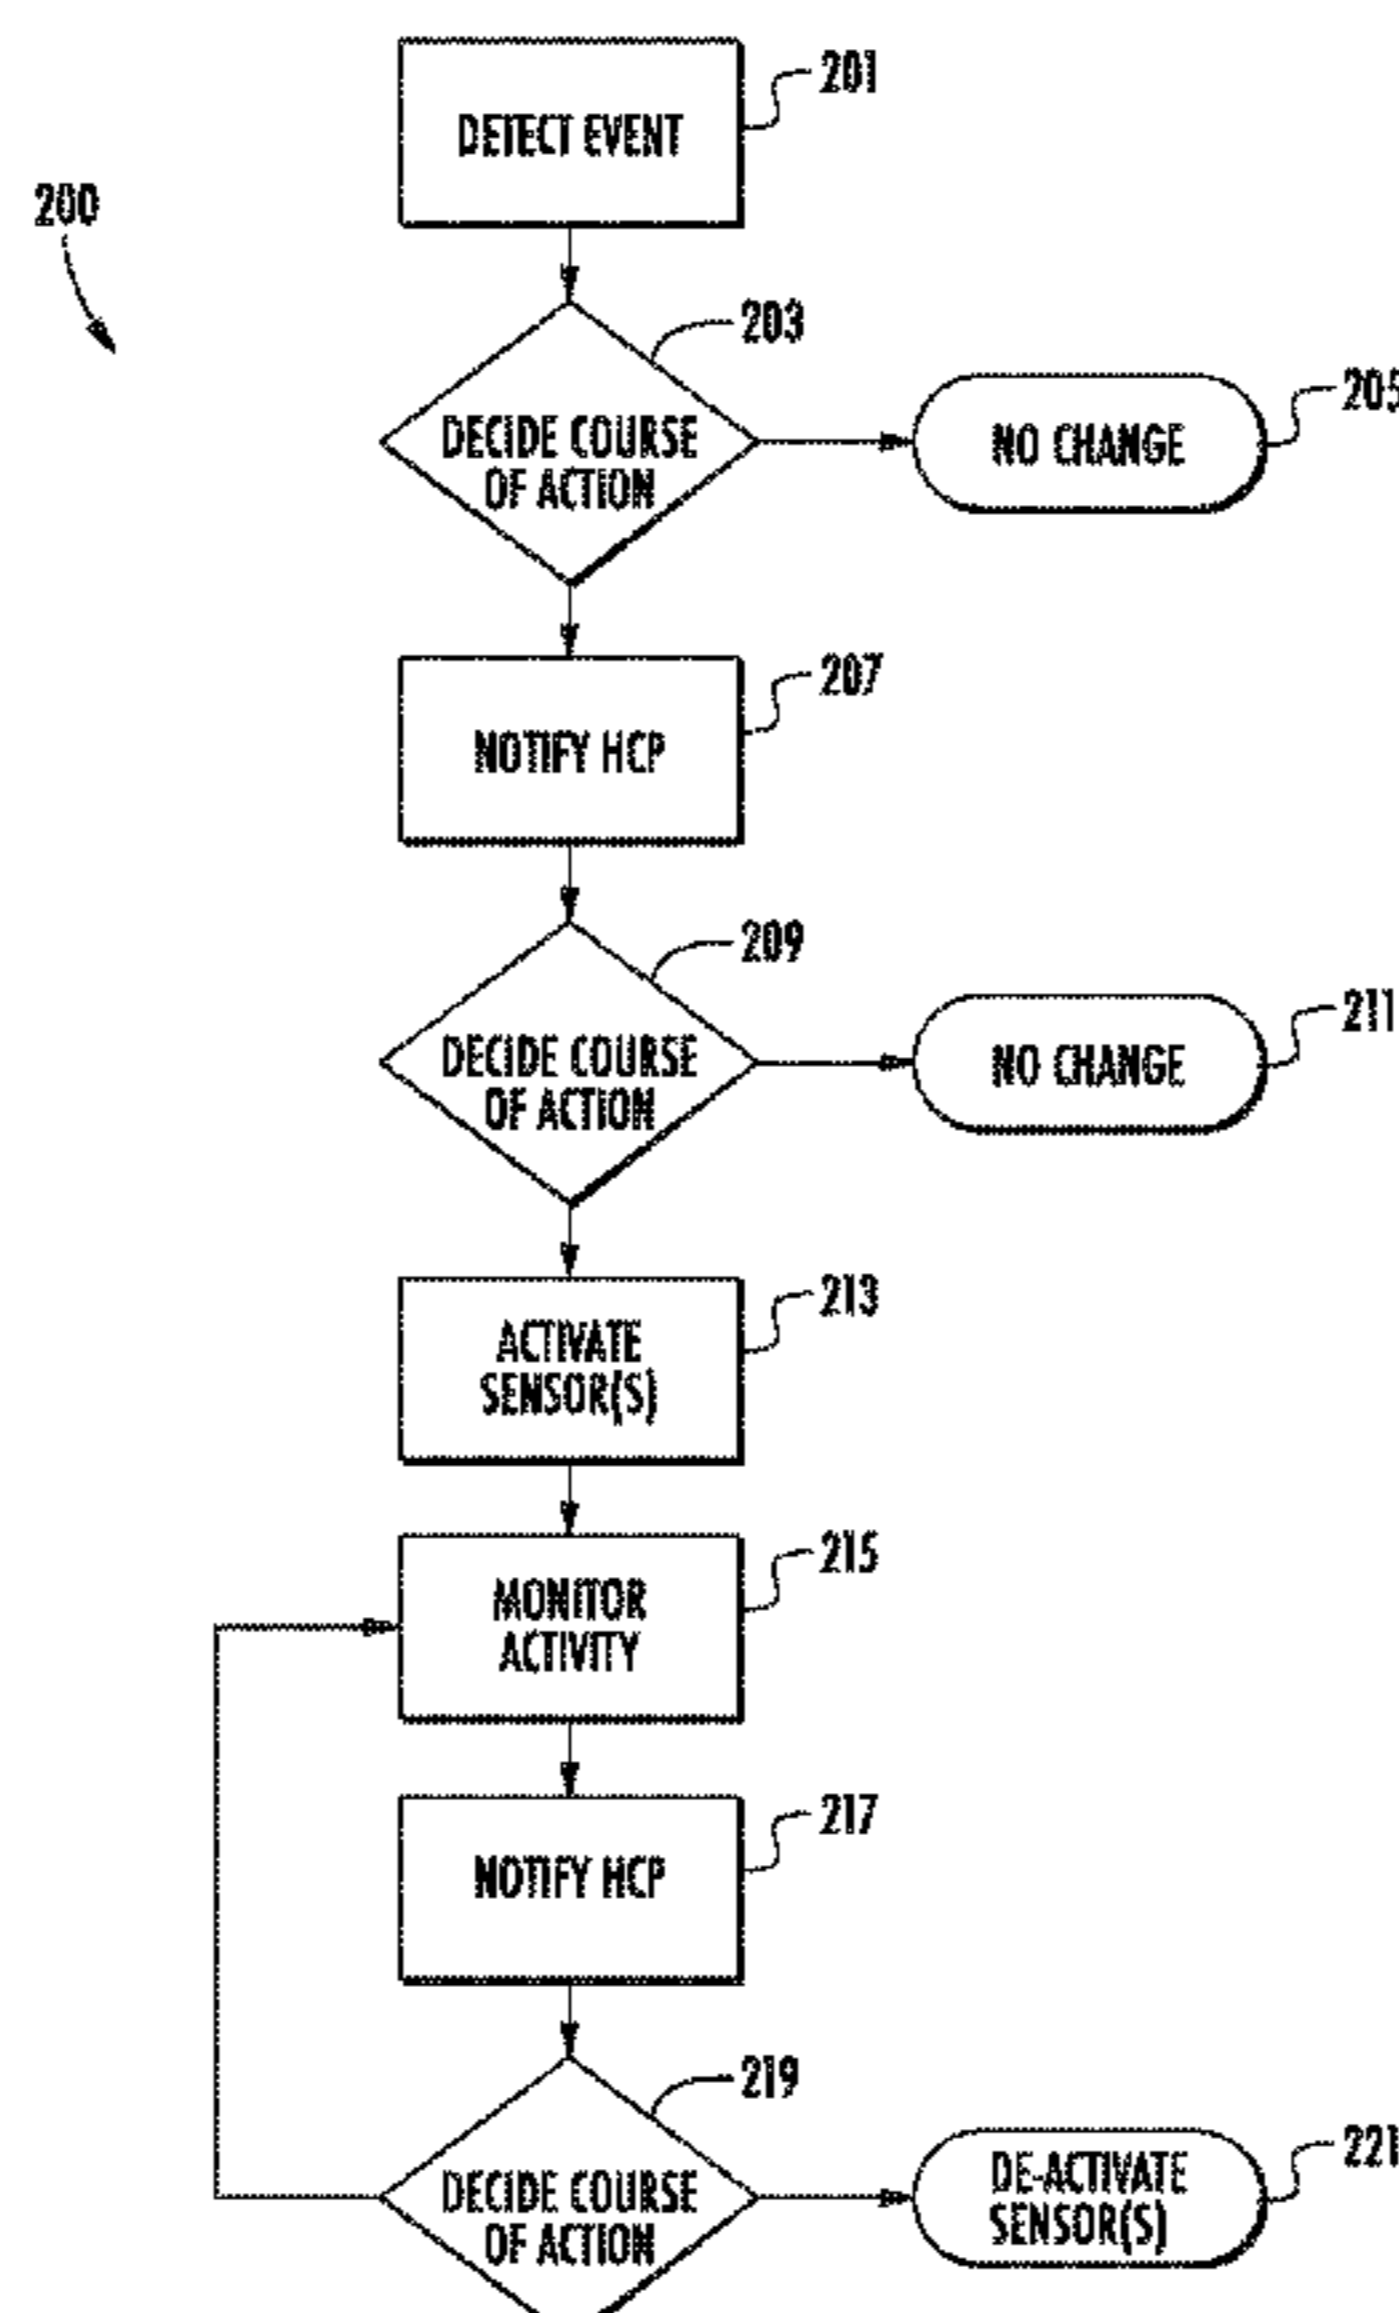 201
DETECT EVENT
200
203
DECIDE COURSE
OF ACTION
205
NO CHANGE
207
NOTIFY HCP
209
DECIDE COURSE
OF ACTION
211
NO CHANGE
213
ACTIVATE
SENSOR(S)
215
MONITOR
ACTIVITY
217
NOTIFY HCP
219
DECIDE COURSE
OF ACTION
221
DE-ACTIVATE
SENSOR(S)